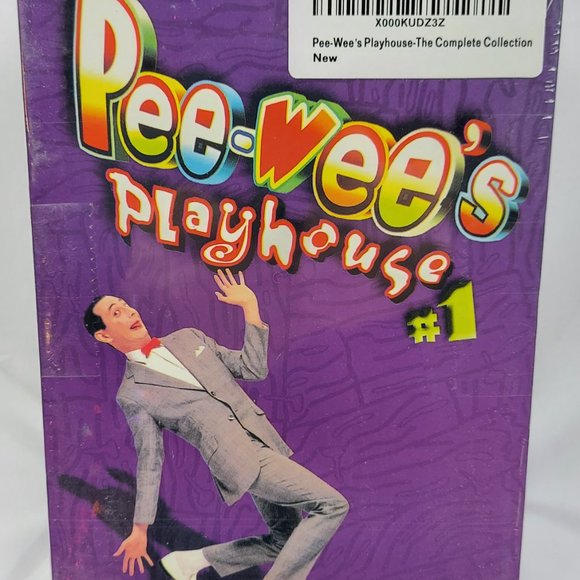 X000KUDZ3Z
Pee-Wee's Playhouse-The Complete Collection
New
Pee-wee's
Playhouse
#1